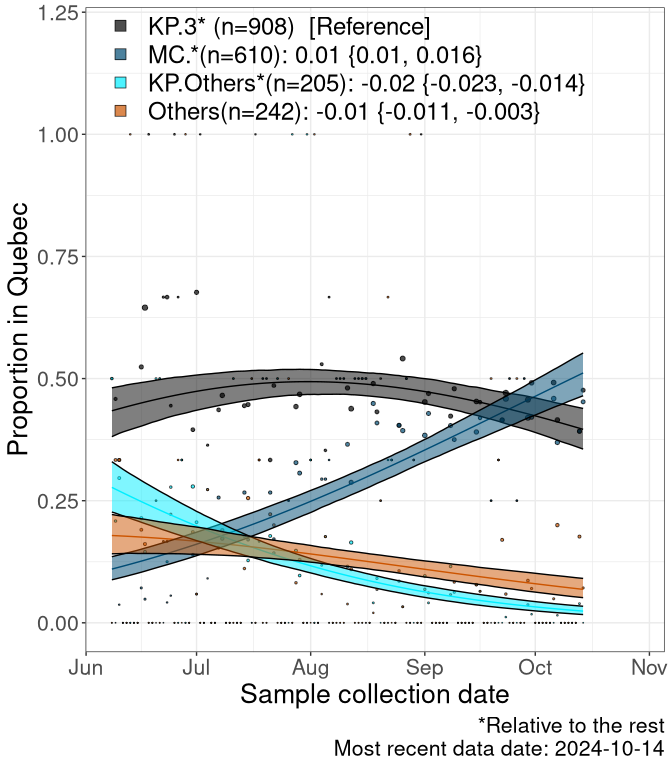 KP.3* (n=908)  [Reference]
MC.*(n=610): 0.01 {0.01, 0.016}
KP.Others*(n=205): -0.02 {-0.023, -0.014}
Others(n=242): -0.01 {-0.011, -0.003}
1.25
1.00
0.75
0.50
0.25
0.00
Proportion in Quebec
Jun Jul Aug Sep Oct Nov
Sample collection date
*Relative to the rest
Most recent data date: 2024-10-14